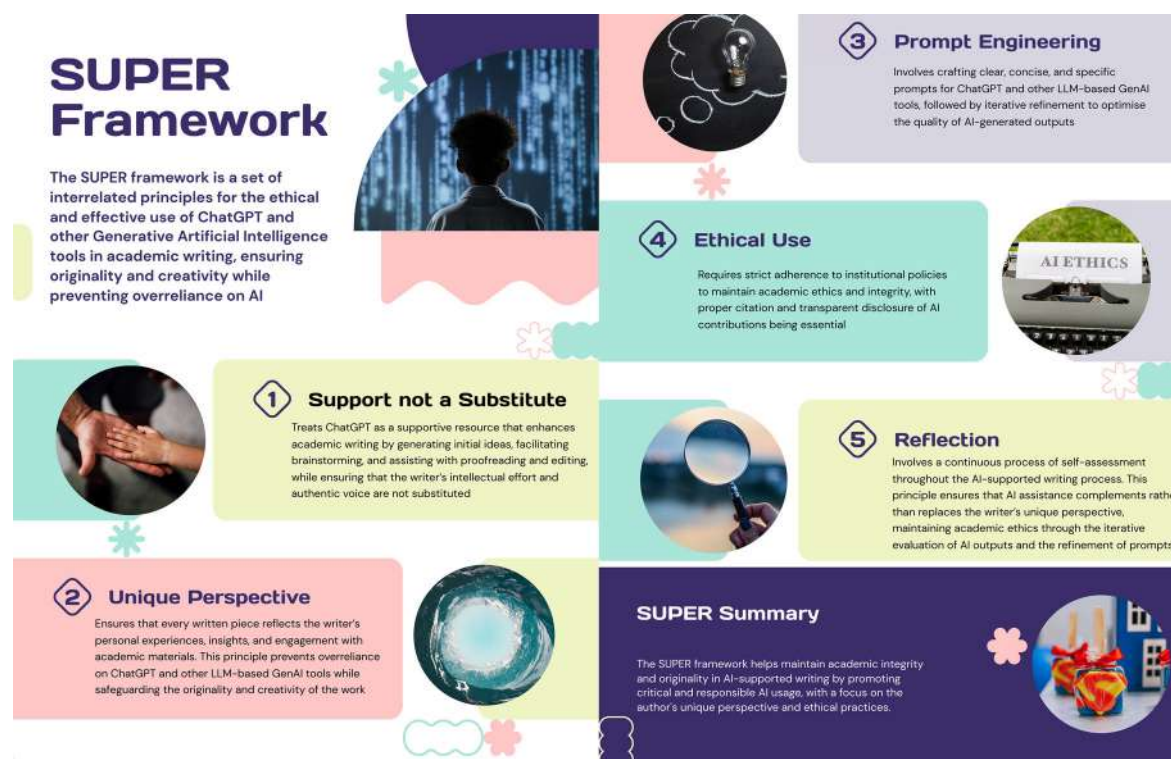 SUPER
Framework
The SUPER framework is a set of
interrelated principles for the ethical
and effective use of ChatGPT and
other Generative Artificial Intelligence
tools in academic writing, ensuring
originality and creativity while
preventing overreliance on AI
1 Support not a Substitute
Treats ChatGPT as a supportive resource that enhances
academic writing by generating initial ideas, facilitating
brainstorming, and assisting with proofreading and editing,
while ensuring that the writer's intellectual effort and
authentic voice are not substituted
2 Unique Perspective
Ensures that every written piece reflects the writer's
personal experiences, insights, and engagement with
academic materials. This principle prevents overreliance
on ChatGPT and other LLM-based GenAI tools while
safeguarding the originality and creativity of the work
3 Prompt Engineering
Involves crafting clear, concise, and specific
prompts for ChatGPT and other LLM-based GenAI
tools, followed by iterative refinement to optimise
the quality of AI-generated outputs
4 Ethical Use
Requires strict adherence to institutional policies
to maintain academic ethics and integrity, with
proper citation and transparent disclosure of AI
contributions being essential
AI ETHICS
5 Reflection
Involves a continuous process of self-assessment
throughout the AI-supported writing process. This
principle ensures that AI assistance complements rathe
than replaces the writer's unique perspective,
maintaining academic ethics through the iterative
evaluation of AI outputs and the refinement of prompts
SUPER Summary
The SUPER framework helps maintain academic integrity
and originality in AI-supported writing by promoting
critical and responsible AI usage, with a focus on the
author's unique perspective and ethical practices.